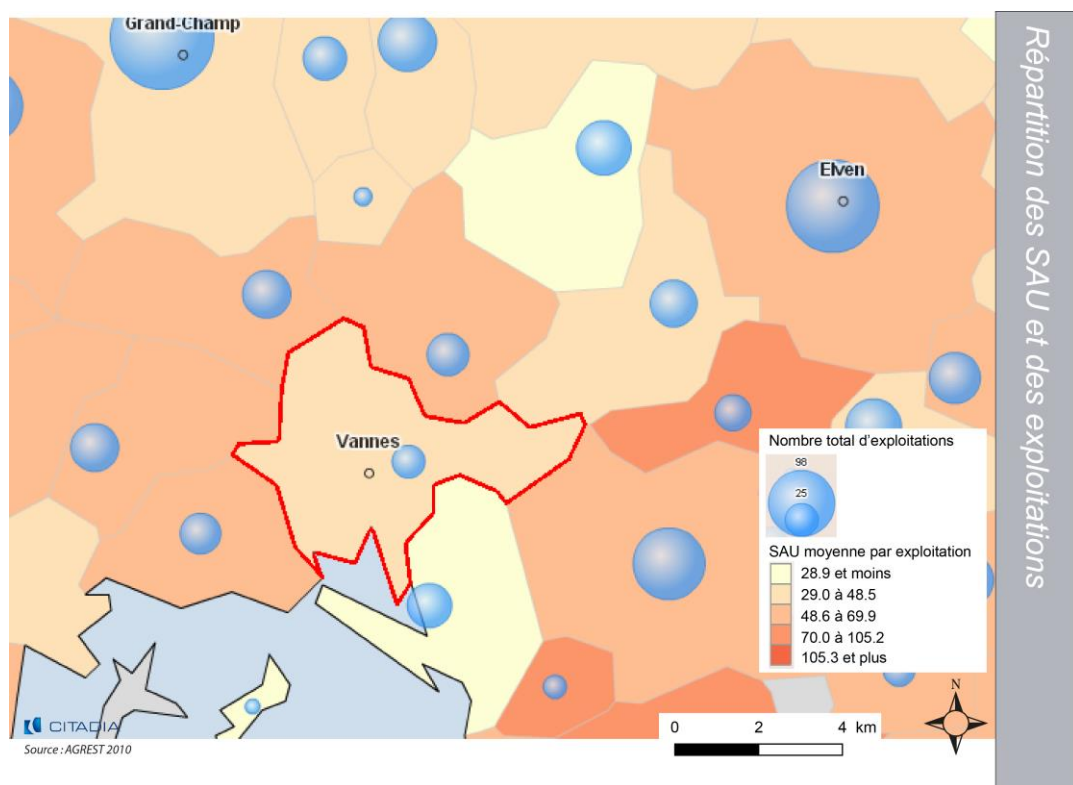 Grand-Champ
Elven
Vannes
Répartition des SAU et des exploitations
Nombre total d'exploitations
98
25
SAU moyenne par exploitation
28.9 et moins
29.0 à 48.5
48.6 à 69.9
70.0 à 105.2
105.3 et plus
N
0 2 4 km
CITADIA
Source : AGREST 2010